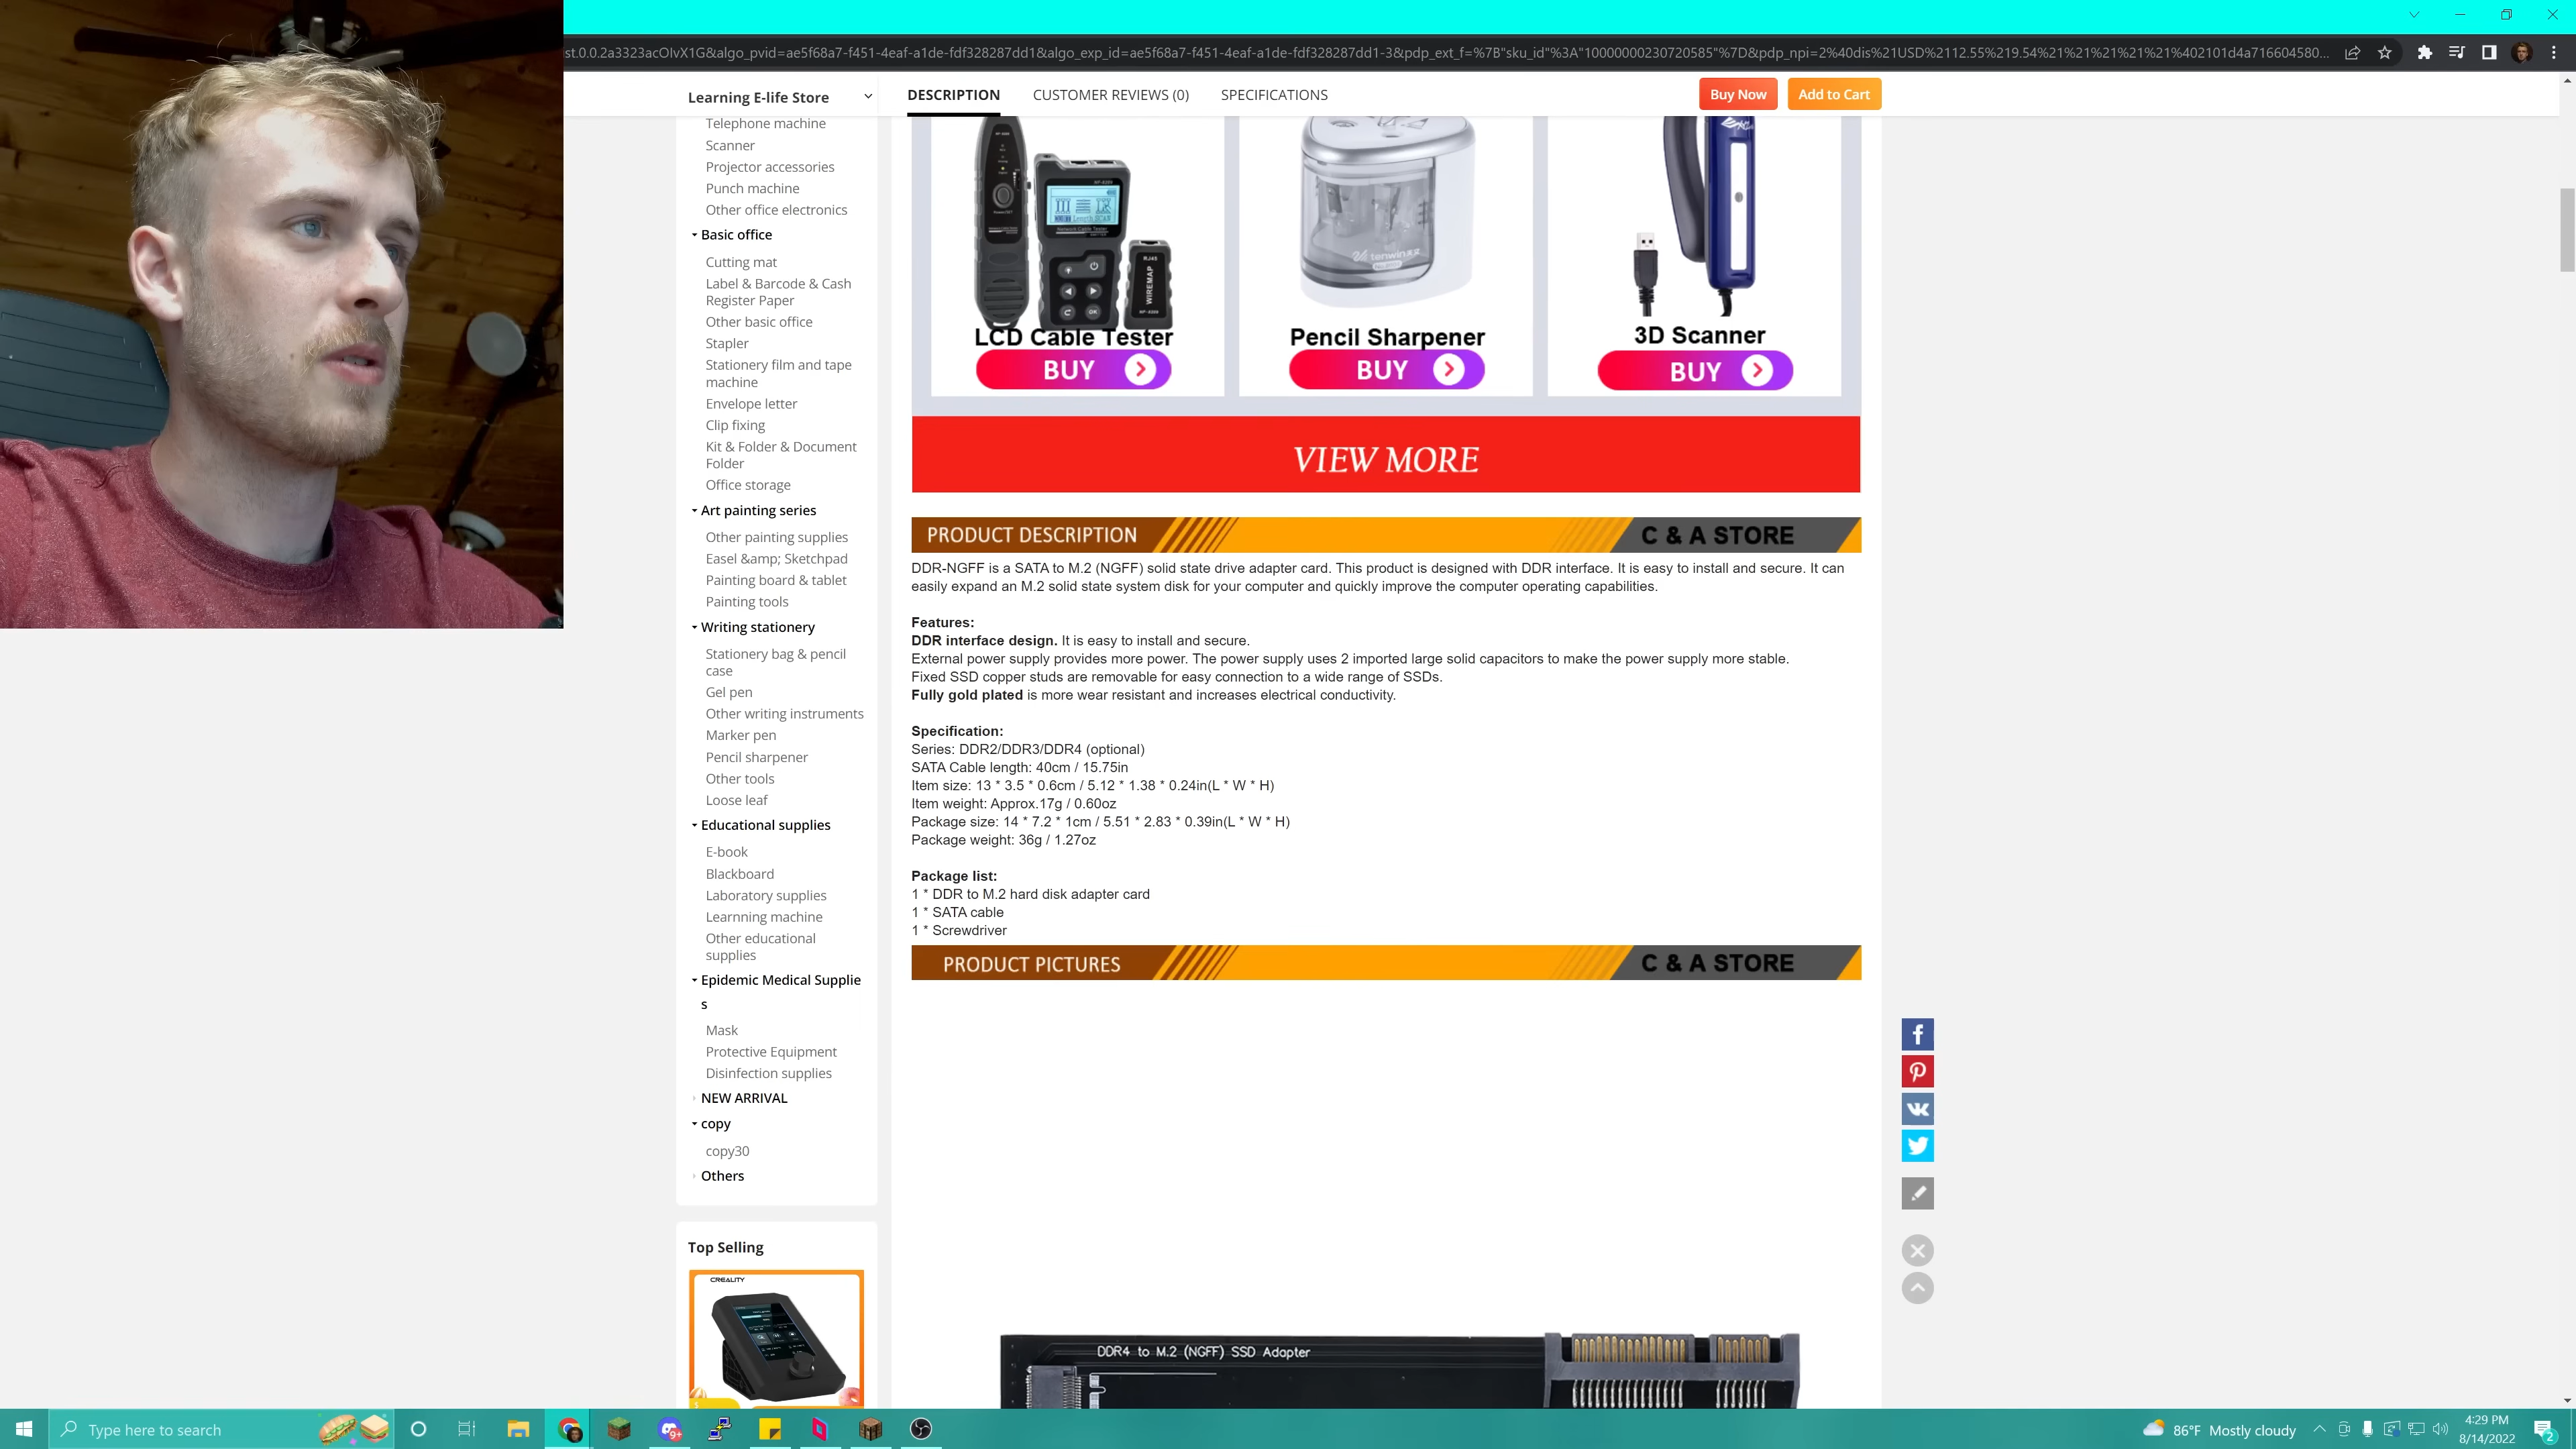 st.0.0.2a3323acOIvX1G&algo_pvid=ae5f68a7-f451-4eaf-a1de-fdf328287dd1&algo_exp_id=ae5f68a7-f451-4eaf-a1de-fdf328287dd1-3&pdp_ext_f=%7B"sku_id"%3A"10000000230720585"%7D&pdp_npi=2%40dis%21USD%2112.55%219.54%21%21%21%21%21%402101d4a716604580...
Learning E-life Store
DESCRIPTION
CUSTOMER REVIEWS (0)
SPECIFICATIONS
Buy Now
Add to Cart
Telephone machine
Scanner
Projector accessories
Punch machine
Other office electronics
Basic office
Cutting mat
Label & Barcode & Cash
Register Paper
Other basic office
Stapler
Stationery film and tape
machine
Envelope letter
Clip fixing
Kit & Folder & Document
Folder
Office storage
Art painting series
Other painting supplies
Easel &amp; Sketchpad
Painting board & tablet
Painting tools
Writing stationery
Stationery bag & pencil
case
Gel pen
Other writing instruments
Marker pen
Pencil sharpener
Other tools
Loose leaf
Educational supplies
E-book
Blackboard
Laboratory supplies
Learnning machine
Other educational
supplies
Epidemic Medical Supplie
s
Mask
Protective Equipment
Disinfection supplies
NEW ARRIVAL
copy
copy30
Others
Top Selling
CREALITY
WIREMAP
RJ45
tenwin
LCD Cable Tester
BUY
Pencil Sharpener
BUY
3D Scanner
BUY
VIEW MORE
PRODUCT DESCRIPTION
C & A STORE
DDR-NGFF is a SATA to M.2 (NGFF) solid state drive adapter card. This product is designed with DDR interface. It is easy to install and secure. It can
easily expand an M.2 solid state system disk for your computer and quickly improve the computer operating capabilities.
Features:
DDR interface design. It is easy to install and secure.
External power supply provides more power. The power supply uses 2 imported large solid capacitors to make the power supply more stable.
Fixed SSD copper studs are removable for easy connection to a wide range of SSDs.
Fully gold plated is more wear resistant and increases electrical conductivity.
Specification:
Series: DDR2/DDR3/DDR4 (optional)
SATA Cable length: 40cm / 15.75in
Item size: 13 * 3.5 * 0.6cm / 5.12 * 1.38 * 0.24in(L * W * H)
Item weight: Approx.17g / 0.60oz
Package size: 14 * 7.2 * 1cm / 5.51 * 2.83 * 0.39in(L * W * H)
Package weight: 36g / 1.27oz
Package list:
1 * DDR to M.2 hard disk adapter card
1 * SATA cable
1 * Screwdriver
PRODUCT PICTURES
C & A STORE
DDR4 to M.2 (NGFF) SSD Adapter
Type here to search
9+
86°F Mostly cloudy
4:29 PM
8/14/2022
2